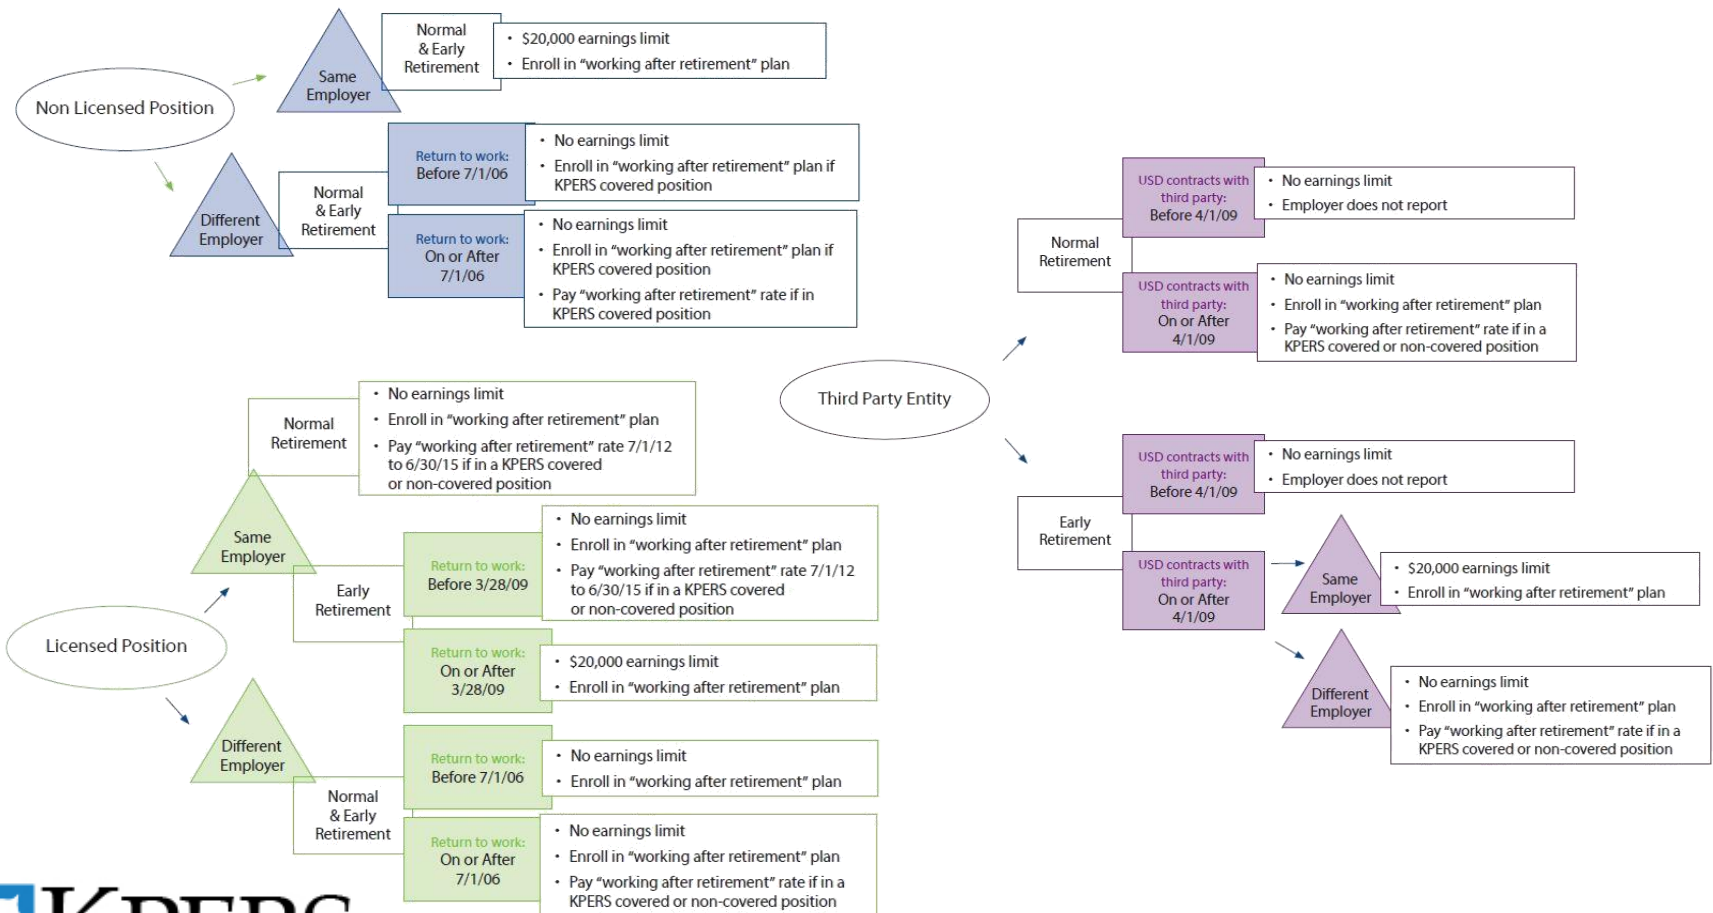 Non Licensed Position
Same
Employer
Normal
& Early
Retirement
• $20,000 earnings limit
• Enroll in “working after retirement” plan
Different
Employer
Normal
& Early
Retirement
Return to work:
Before 7/1/06
• No earnings limit
• Enroll in “working after retirement” plan if
KPERS covered position
Return to work:
On or After
7/1/06
• No earnings limit
• Enroll in “working after retirement” plan if
KPERS covered position
• Pay “working after retirement” rate if in
KPERS covered position
Licensed Position
Same
Employer
Normal
Retirement
• No earnings limit
• Enroll in “working after retirement” plan
• Pay “working after retirement” rate 7/1/12
to 6/30/15 if in a KPERS covered
or non-covered position
Early
Retirement
Return to work:
Before 3/28/09
• No earnings limit
• Enroll in “working after retirement” plan
• Pay “working after retirement” rate 7/1/12
to 6/30/15 if in a KPERS covered
or non-covered position
Return to work:
On or After
3/28/09
• $20,000 earnings limit
• Enroll in “working after retirement” plan
Different
Employer
Normal
& Early
Retirement
Return to work:
Before 7/1/06
• No earnings limit
• Enroll in “working after retirement” plan
Return to work:
On or After
7/1/06
• No earnings limit
• Enroll in “working after retirement” plan
• Pay “working after retirement” rate if in a
KPERS covered or non-covered position
Third Party Entity
Normal
Retirement
USD contracts with
third party:
Before 4/1/09
• No earnings limit
• Employer does not report
USD contracts with
third party:
On or After
4/1/09
• No earnings limit
• Enroll in “working after retirement” plan
• Pay “working after retirement” rate if in a
KPERS covered or non-covered position
Early
Retirement
USD contracts with
third party:
Before 4/1/09
• No earnings limit
• Employer does not report
USD contracts with
third party:
On or After
4/1/09
Same
Employer
• $20,000 earnings limit
• Enroll in “working after retirement” plan
Different
Employer
• No earnings limit
• Enroll in “working after retirement” plan
• Pay “working after retirement” rate if in a
KPERS covered or non-covered position
KPERS